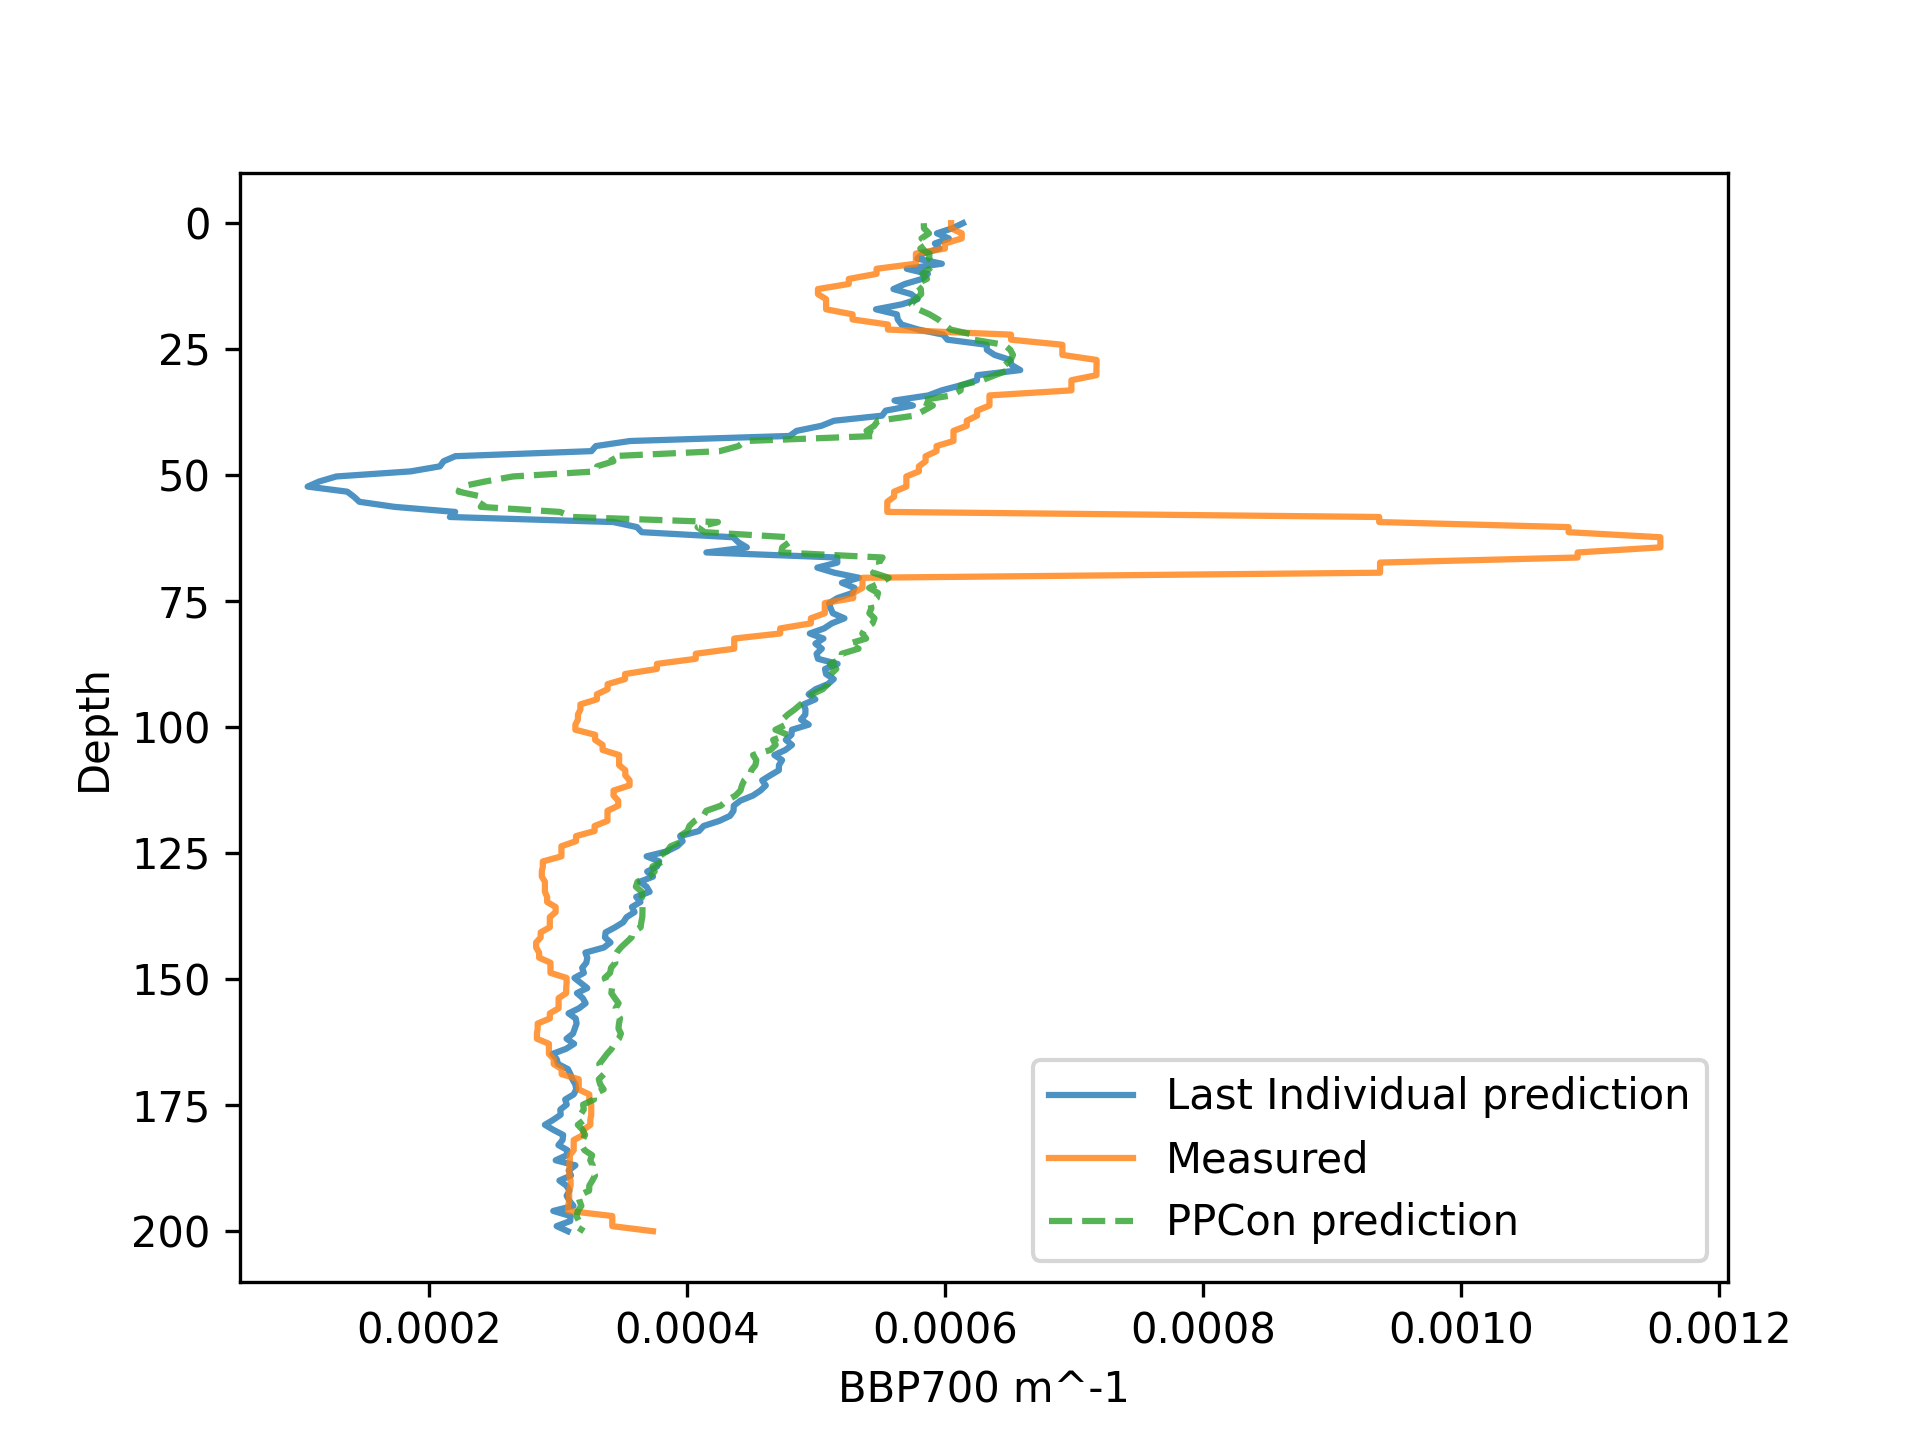 0
25
50
75
100
125
150
175
200
Depth
0.0002 0.0004 0.0006 0.0008 0.0010 0.0012
BBP700 m^-1
Last Individual prediction
Measured
PPCon prediction